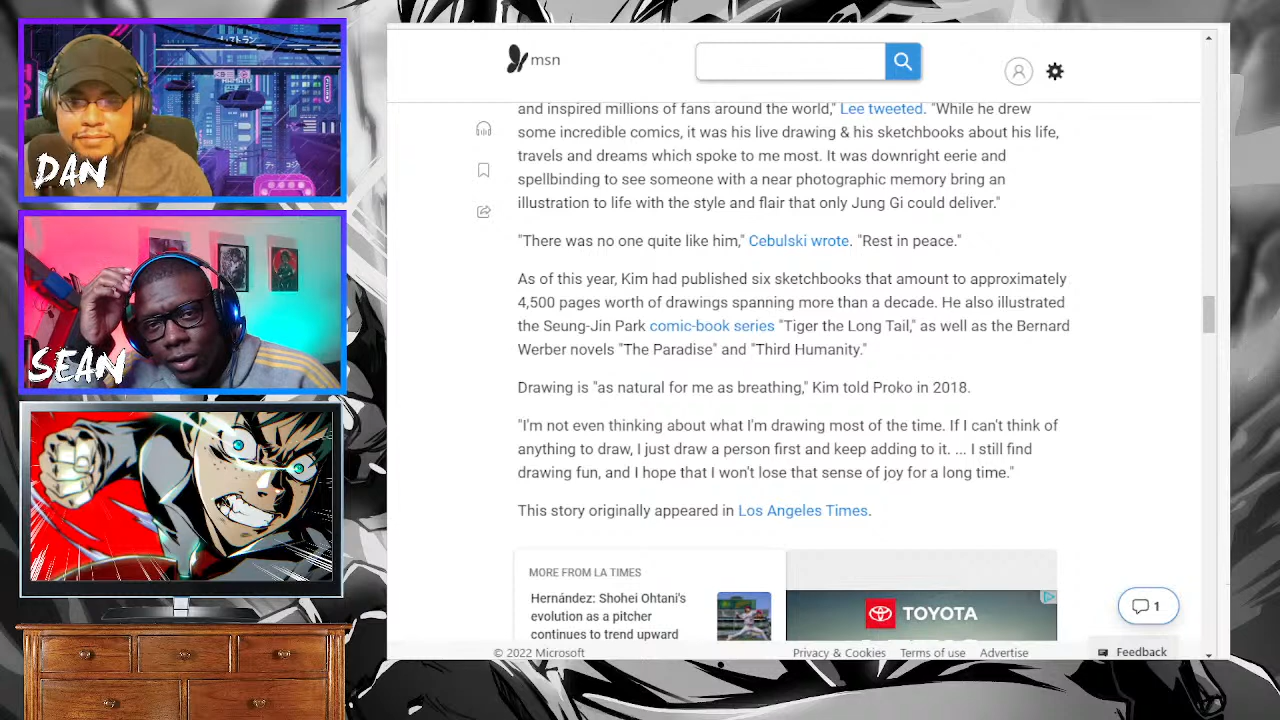 DAN
SEAN
msn
and inspired millions of fans around the world," Lee tweeted. "While he drew
some incredible comics, it was his live drawing & his sketchbooks about his life,
travels and dreams which spoke to me most. It was downright eerie and
spellbinding to see someone with a near photographic memory bring an
illustration to life with the style and flair that only Jung Gi could deliver."
"There was no one quite like him," Cebulski wrote. "Rest in peace."
As of this year, Kim had published six sketchbooks that amount to approximately
4,500 pages worth of drawings spanning more than a decade. He also illustrated
the Seung-Jin Park comic-book series "Tiger the Long Tail," as well as the Bernard
Werber novels "The Paradise" and "Third Humanity."
Drawing is "as natural for me as breathing," Kim told Proko in 2018.
"I'm not even thinking about what I'm drawing most of the time. If I can't think of
anything to draw, I just draw a person first and keep adding to it. ... I still find
drawing fun, and I hope that I won't lose that sense of joy for a long time."
This story originally appeared in Los Angeles Times.
MORE FROM LA TIMES
Hernández: Shohei Ohtani's
evolution as a pitcher
continues to trend upward
TOYOTA
1
© 2022 Microsoft
Privacy & Cookies
Terms of use
Advertise
Feedback